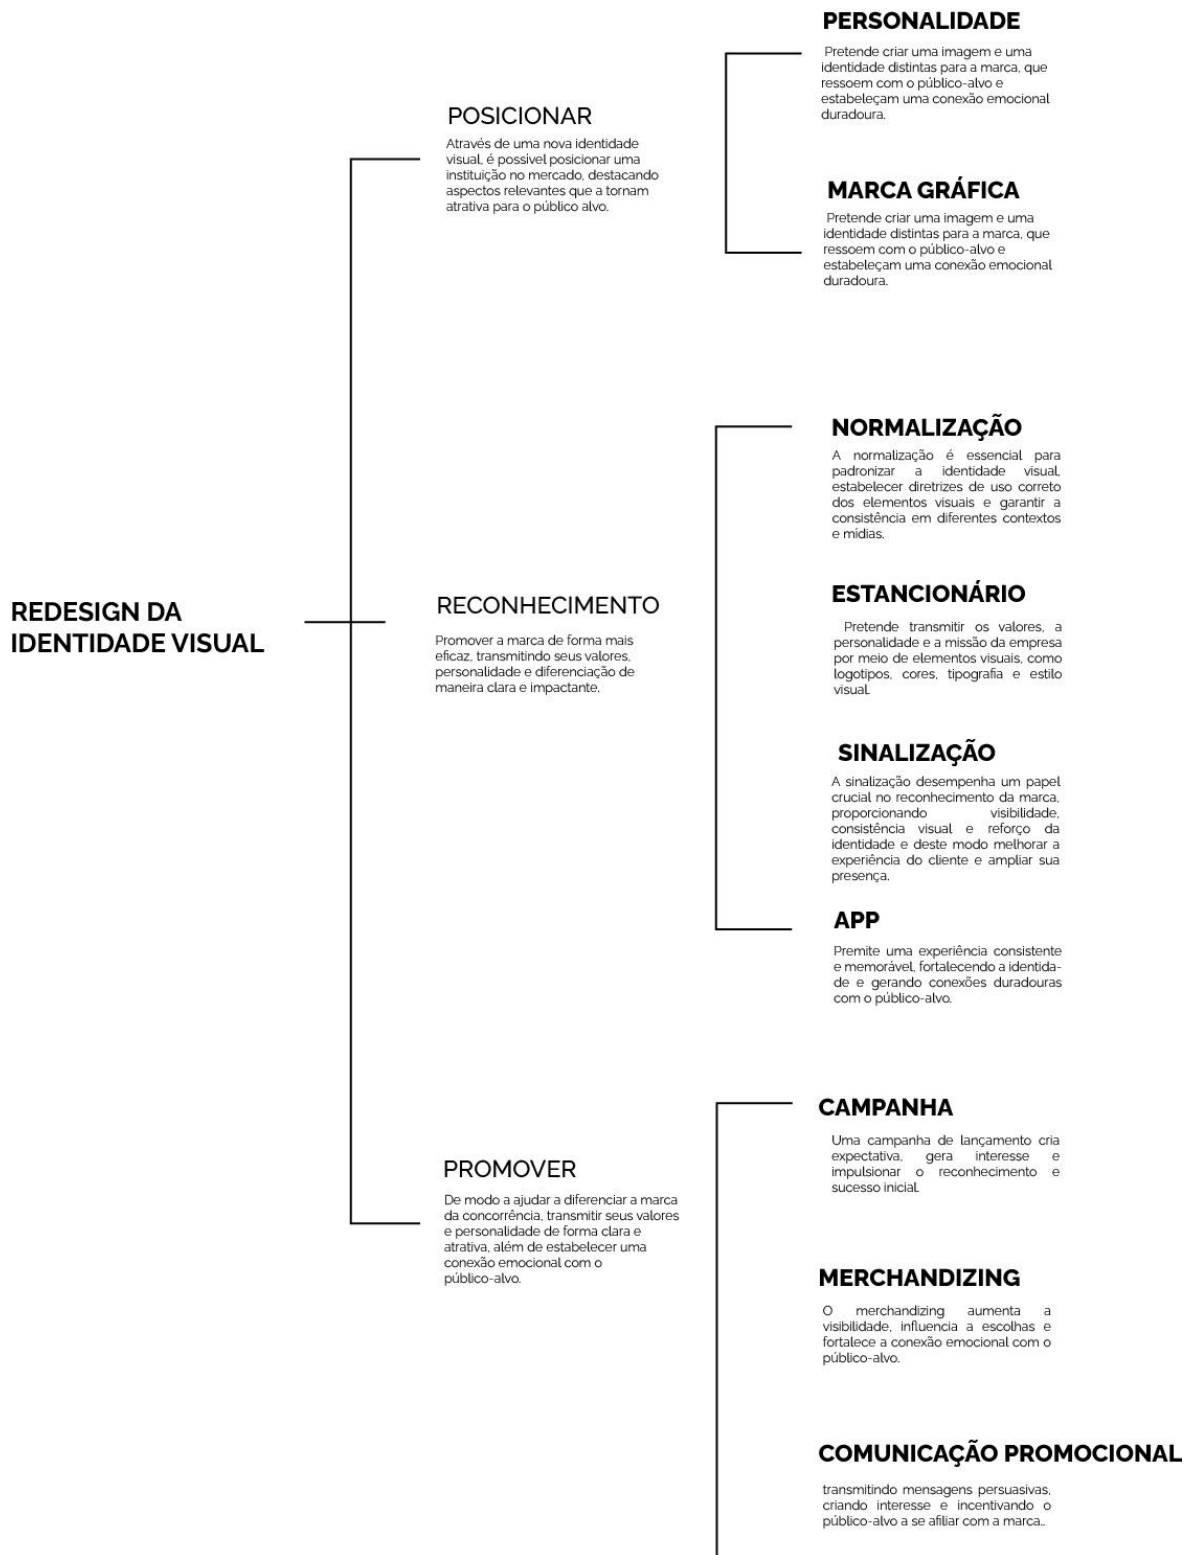 REDESIGN DA
IDENTIDADE VISUAL
POSICIONAR
Através de uma nova identidade
visual, é possível posicionar uma
instituição no mercado, destacando
aspectos relevantes que a tornam
atrativa para o público alvo.
PERSONALIDADE
Pretende criar uma imagem e uma
identidade distintas para a marca, que
ressoem com o público-alvo e
estabeleçam uma conexão emocional
duradoura.
MARCA GRÁFICA
Pretende criar uma imagem e uma
identidade distintas para a marca, que
ressoem com o público-alvo e
estabeleçam uma conexão emocional
duradoura.
RECONHECIMENTO
Promover a marca de forma mais
eficaz, transmitindo seus valores,
personalidade e diferenciação de
maneira clara e impactante.
NORMALIZAÇÃO
A normalização é essencial para
padronizar a identidade visual,
estabelecer diretrizes de uso correto
dos elementos visuais e garantir a
consistência em diferentes contextos
e mídias.
ESTANCIONÁRIO
Pretende transmitir os valores, a
personalidade e a missão da empresa
por meio de elementos visuais, como
logotipos, cores, tipografia e estilo
visual.
SINALIZAÇÃO
A sinalização desempenha um papel
crucial no reconhecimento da marca,
proporcionando visibilidade,
consistência visual e reforço da
identidade e deste modo melhorar a
experiência do cliente e ampliar sua
presença.
APP
Premite uma experiência consistente
e memorável, fortalecendo a identida-
de e gerando conexões duradouras
com o público-alvo.
PROMOVER
De modo a ajudar a diferenciar a marca
da concorrência, transmitir seus valores
e personalidade de forma clara e
atrativa, além de estabelecer uma
conexão emocional com o
público-alvo.
CAMPANHA
Uma campanha de lançamento cria
expectativa, gera interesse e
impulsionar o reconhecimento e
sucesso inicial.
MERCHANDIZING
O merchandizing aumenta a
visibilidade, influencia a escolhas e
fortalece a conexão emocional com o
público-alvo.
COMUNICAÇÃO PROMOCIONAL
transmitindo mensagens persuasivas,
criando interesse e incentivando o
público-alvo a se afiliar com a marca..